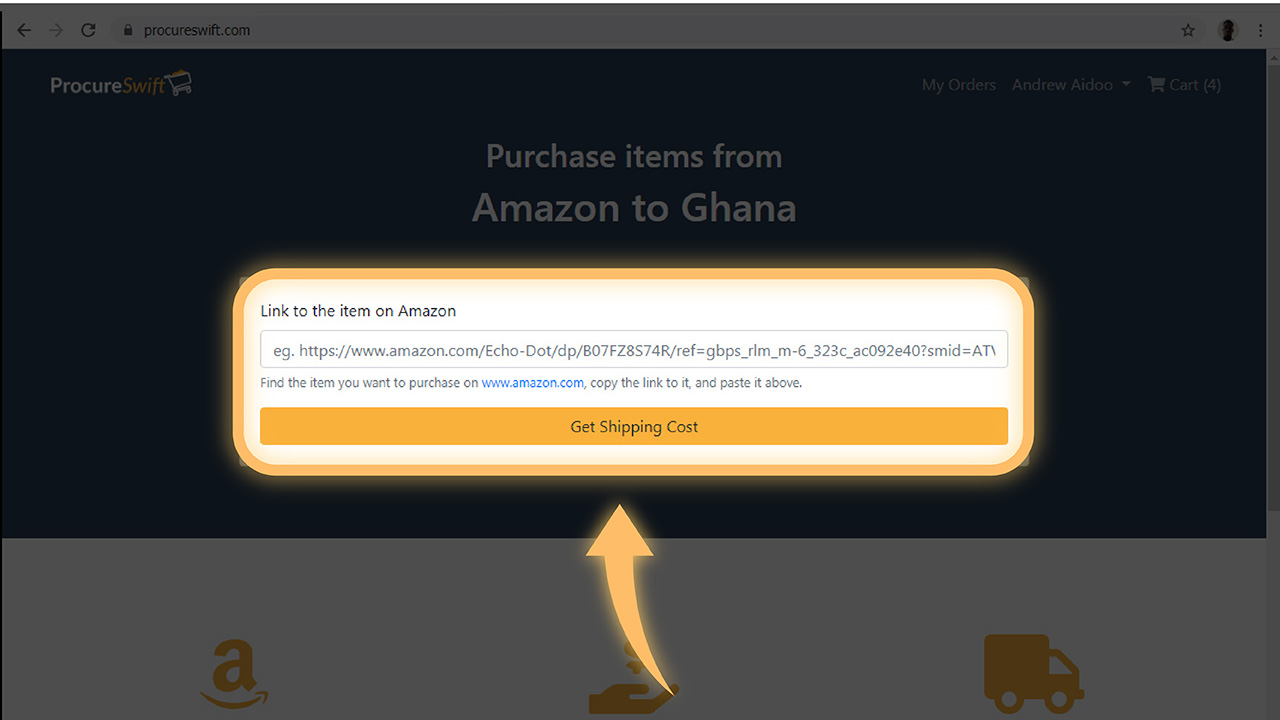 procureswift.com
ProcureSwift
My Orders Andrew Aidoo Cart (4)
Purchase items from
Amazon to Ghana
Link to the item on Amazon
eg. https://www.amazon.com/Echo-Dot/dp/B07FZ8S74R/ref=gbps_rlm_m-6_323c_ac092e40?smid=ATV
Find the item you want to purchase on www.amazon.com, copy the link to it, and paste it above.
Get Shipping Cost